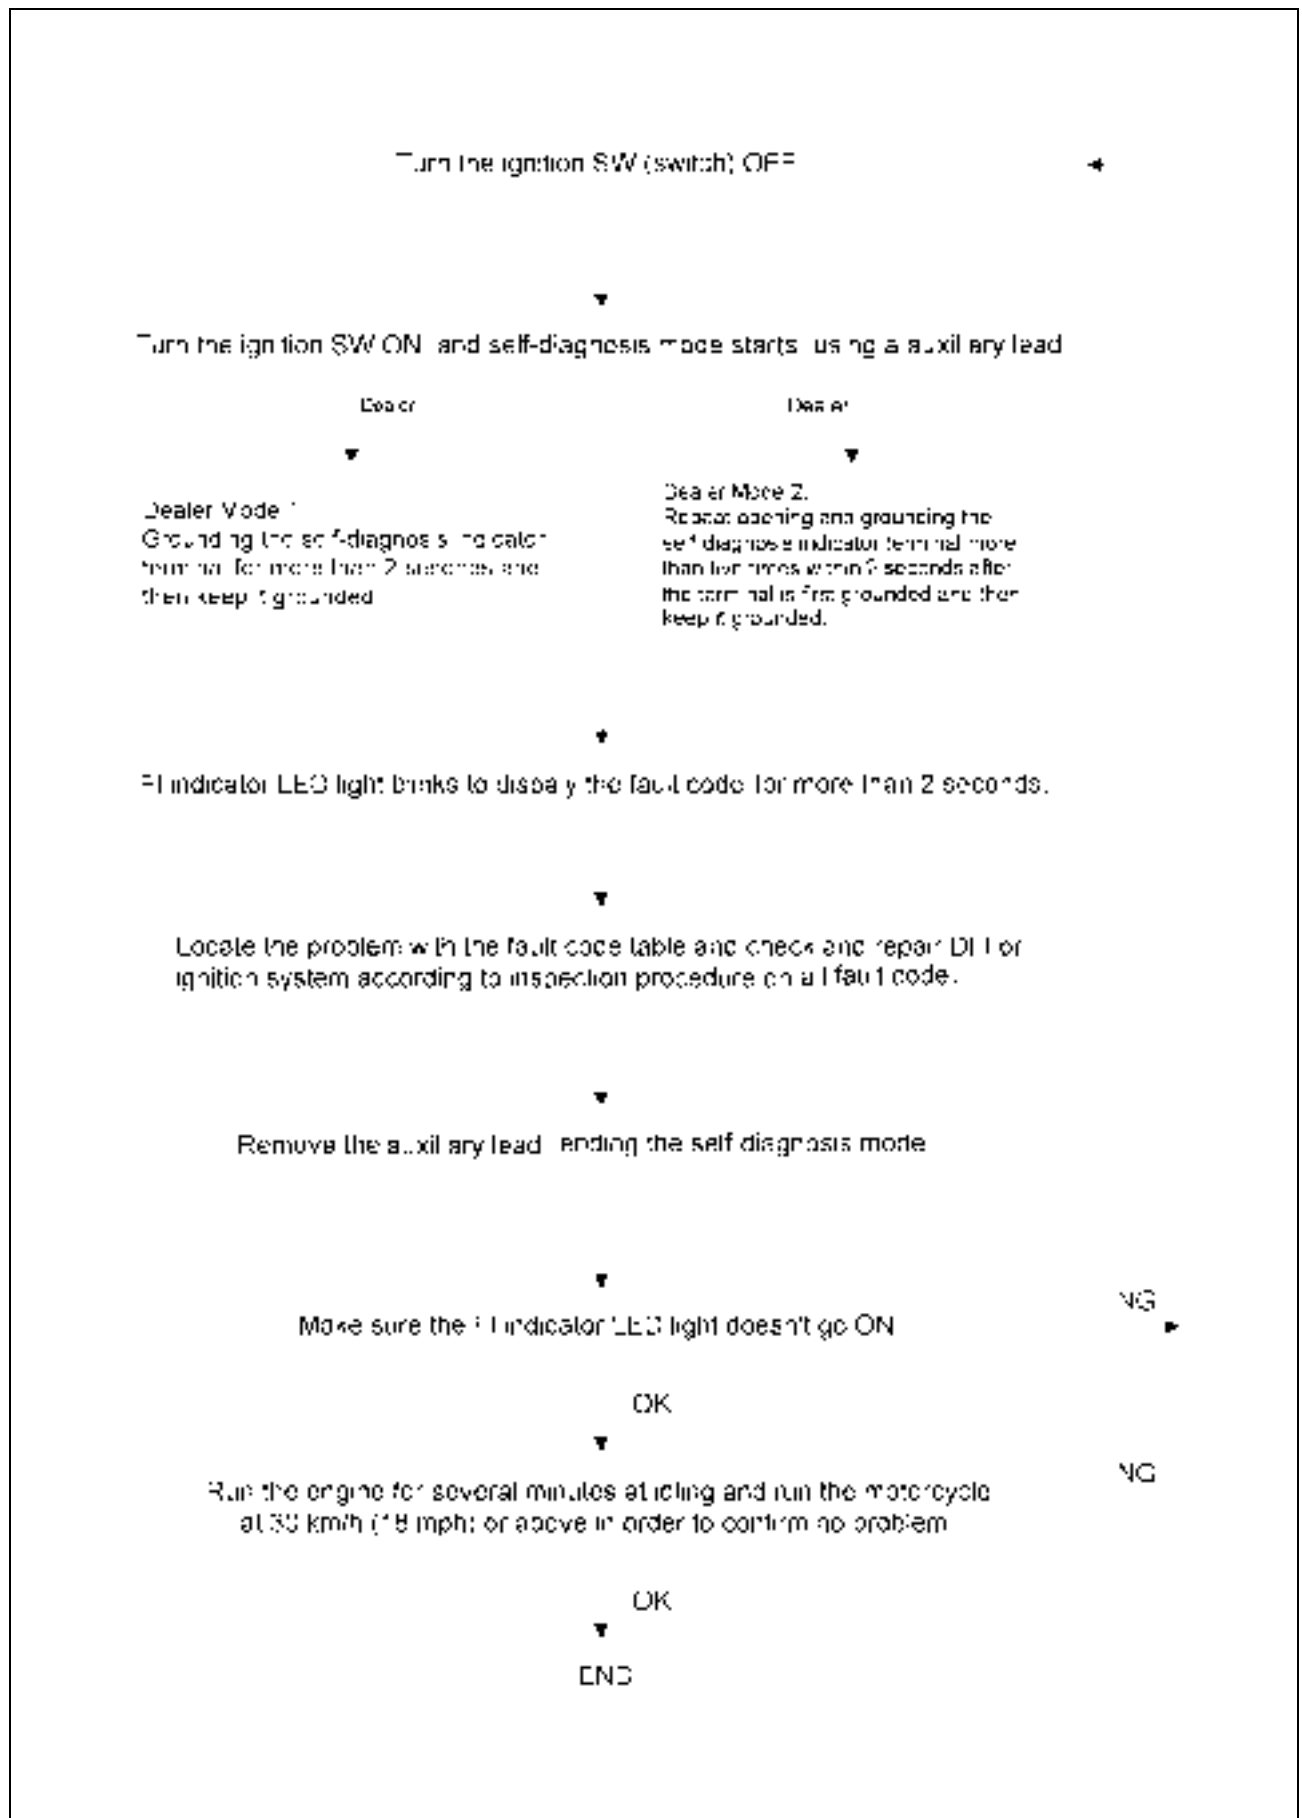 Turn the ignition SW (switch) OFF
Turn the ignition SW ON and self-diagnosis mode starts using a auxiliary lead
Dealer
Dealer
Dealer Mode 1
Grounding the self-diagnosis indicator
terminal for more than 2 seconds and
then keep it grounded
Dealer Mode 2.
Repeat opening and grounding the
self diagnosis indicator terminal more
than five times within 2 seconds after
the terminal is first grounded and then
keep it grounded.
FI indicator LED light blinks to dispaly the fault code for more than 2 seconds.
Locate the problem with the fault code table and check and repair DFI or
ignition system according to inspection procedure on all fault code.
Remove the auxiliary lead ending the self diagnosis mode
NG
Make sure the FI indicator LED light doesn't go ON
OK
NG
Run the engine for several minutes at idling and run the motorcycle
at 30 km/h (18 mph) or above in order to confirm no problem
OK
END